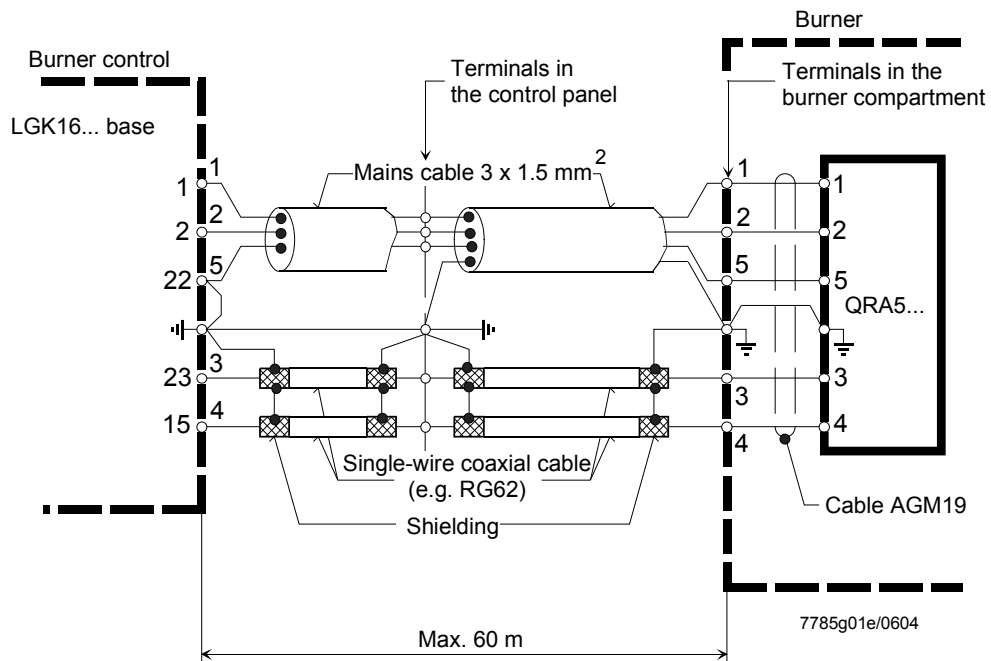 Burner
Burner control
Terminals in
the control panel
Terminals in the
burner compartment
LGK16... base
Mains cable 3 x 1.5 mm 2
1
1
1
1
2
2
2
2
5
22
5
5
QRA5...
3
23
3
3
4
15
4
4
Single-wire coaxial cable
(e.g. RG62)
Shielding
Cable AGM19
7785g01e/0604
Max. 60 m